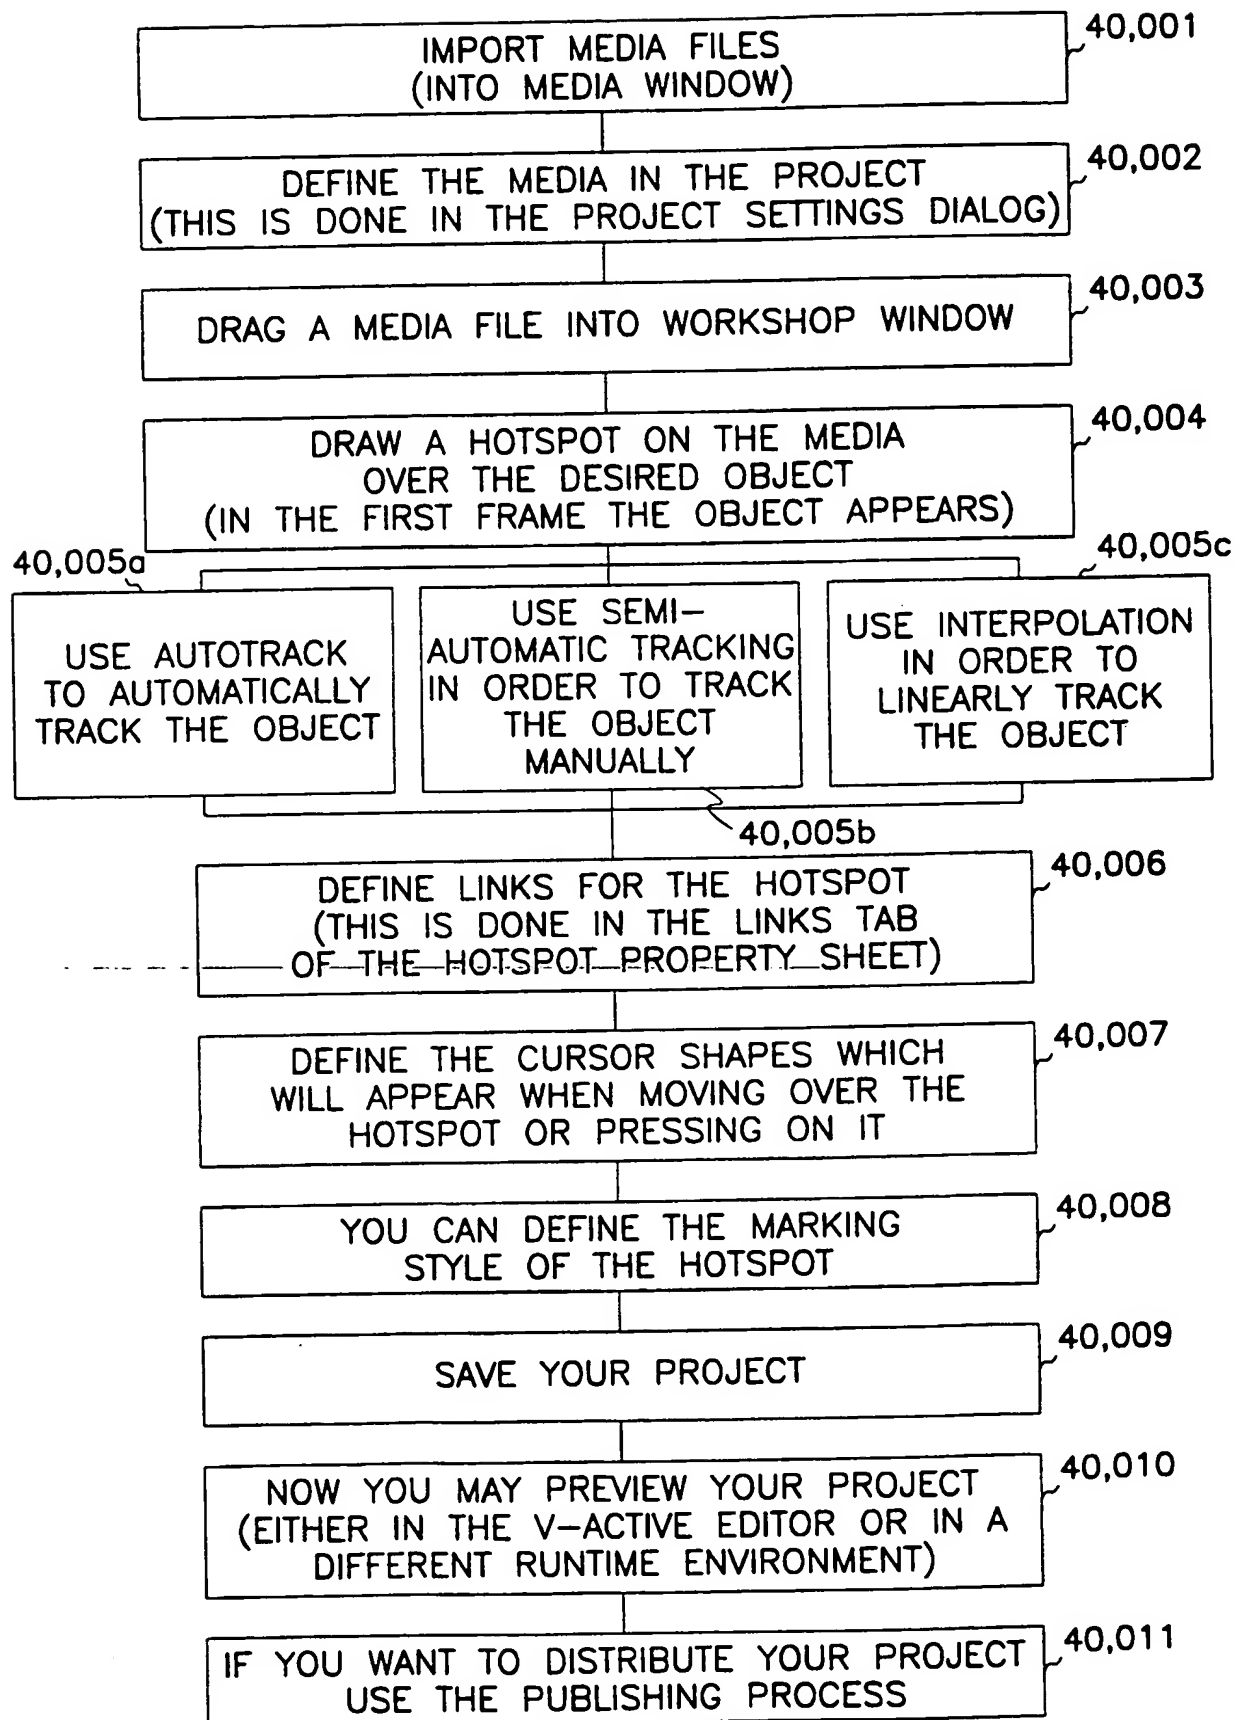 40,001
IMPORT MEDIA FILES
(INTO MEDIA WINDOW)
40,002
DEFINE THE MEDIA IN THE PROJECT
(THIS IS DONE IN THE PROJECT SETTINGS DIALOG)
40,003
DRAG A MEDIA FILE INTO WORKSHOP WINDOW
40,004
DRAW A HOTSPOT ON THE MEDIA
OVER THE DESIRED OBJECT
(IN THE FIRST FRAME THE OBJECT APPEARS)
40,005a
USE AUTOTRACK
TO AUTOMATICALLY
TRACK THE OBJECT
USE SEMI-
AUTOMATIC TRACKING
IN ORDER TO TRACK
THE OBJECT
MANUALLY
40,005b
40,005c
USE INTERPOLATION
IN ORDER TO
LINEARLY TRACK
THE OBJECT
40,006
DEFINE LINKS FOR THE HOTSPOT
(THIS IS DONE IN THE LINKS TAB
OF THE HOTSPOT PROPERTY SHEET)
40,007
DEFINE THE CURSOR SHAPES WHICH
WILL APPEAR WHEN MOVING OVER THE
HOTSPOT OR PRESSING ON IT
40,008
YOU CAN DEFINE THE MARKING
STYLE OF THE HOTSPOT
40,009
SAVE YOUR PROJECT
40,010
NOW YOU MAY PREVIEW YOUR PROJECT
(EITHER IN THE V-ACTIVE EDITOR OR IN A
DIFFERENT RUNTIME ENVIRONMENT)
40,011
IF YOU WANT TO DISTRIBUTE YOUR PROJECT
USE THE PUBLISHING PROCESS